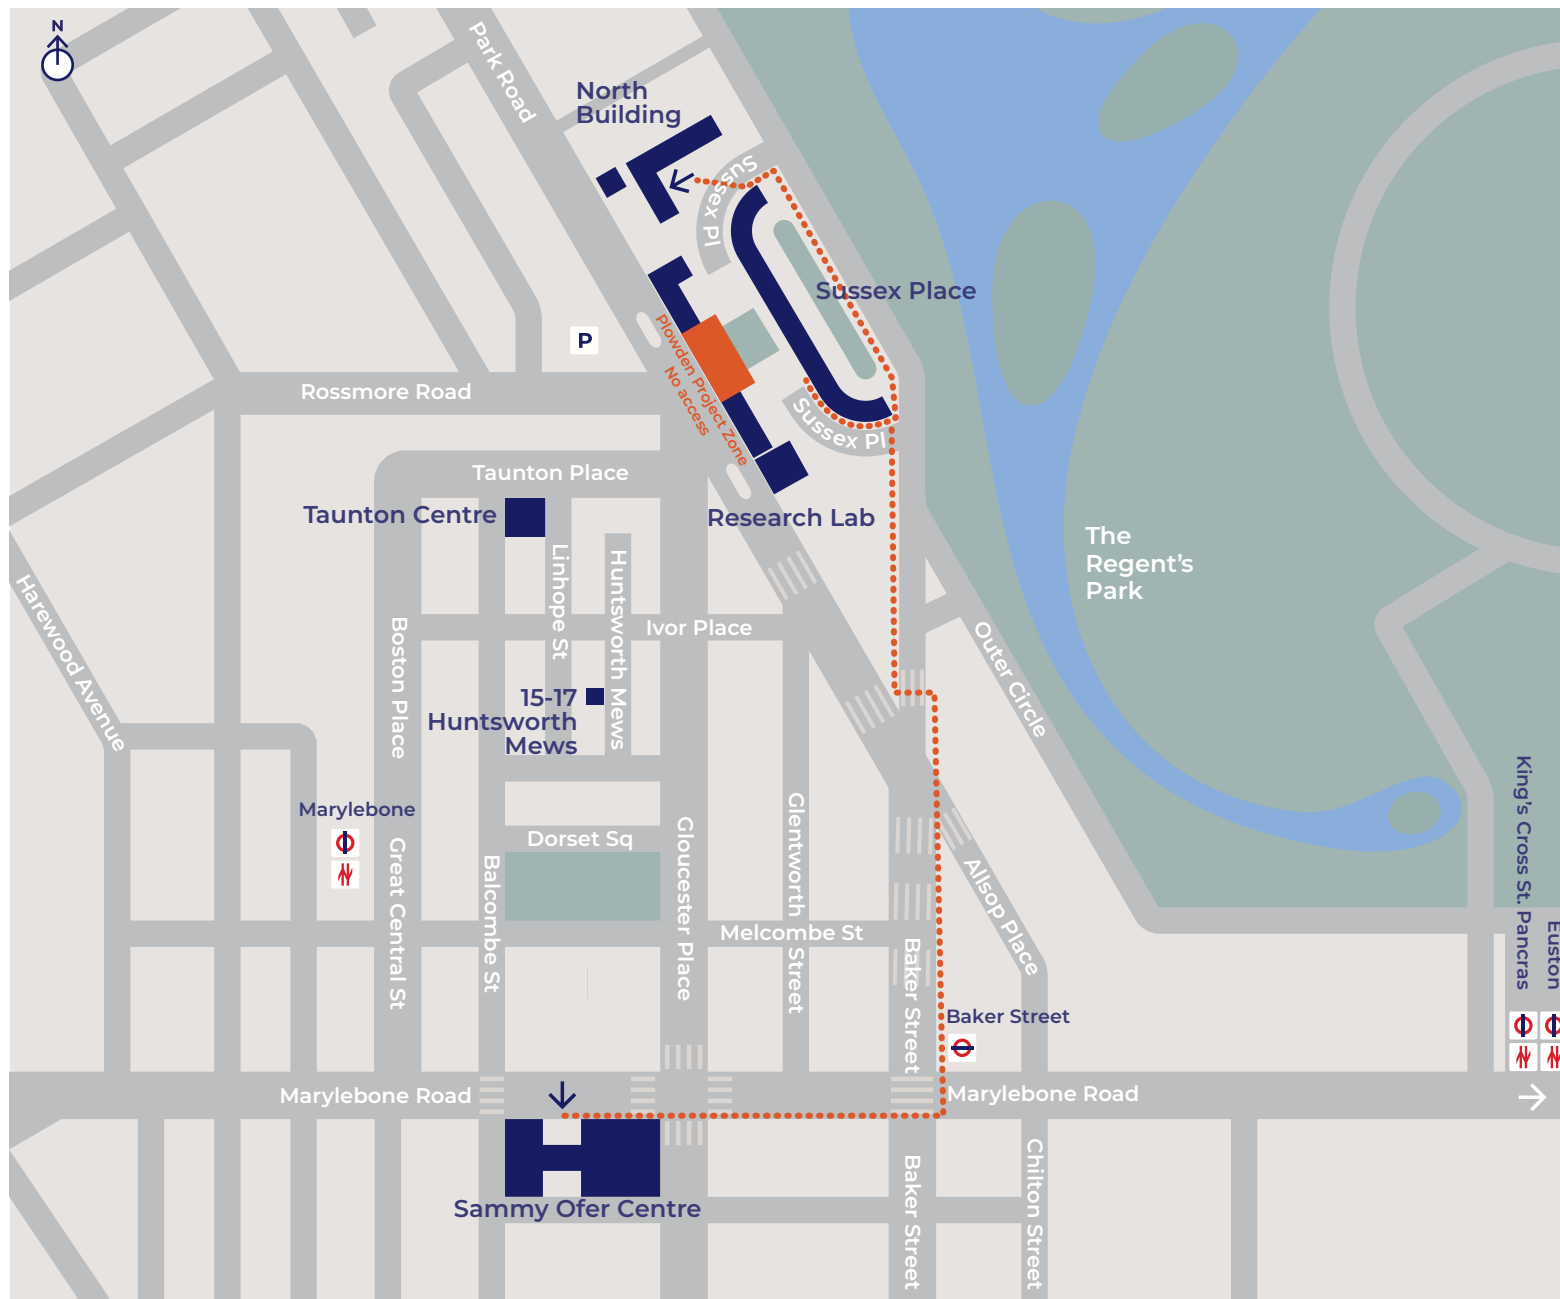 N
Park Road
North
Building
Sussex Pl
Sussex Place
P
Plowden Project Zone
No access
Rossmore Road
Sussex Pl
Taunton Place
Taunton Centre
Research Lab
The
Regent’s
Park
Linhope St
Huntsworth Mews
Harewood Avenue
Boston Place
Ivor Place
Outer Circle
15-17
Huntsworth
Mews
Marylebone
King’s Cross St. Pancras
Euston
Dorset Sq
Glentworth
Street
Gloucester Place
Great Central St
Balcombe St
Allsop Place
Melcombe St
Baker Street
Baker Street
Marylebone Road
Marylebone Road
Chilton Street
Baker Street
Sammy Ofer Centre